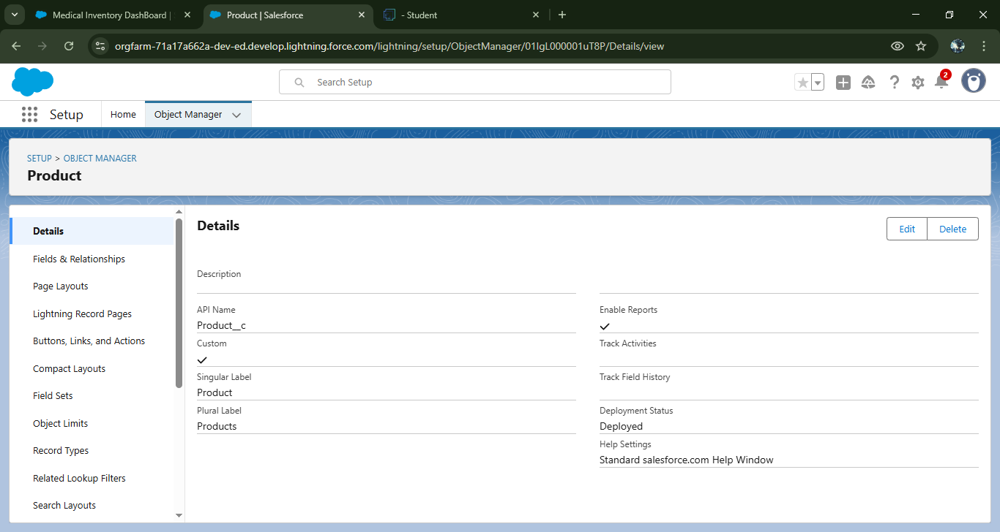 Medical Inventory DashBoard |
Product | Salesforce
- Student
orgfarm-71a17a662a-dev-ed.develop.lightning.force.com/lightning/setup/ObjectManager/01IgL000001uT8P/Details/view
Search Setup
2
Setup
Home
Object Manager
SETUP > OBJECT MANAGER
Product
Details
Fields & Relationships
Page Layouts
Lightning Record Pages
Buttons, Links, and Actions
Compact Layouts
Field Sets
Object Limits
Record Types
Related Lookup Filters
Search Layouts
Details
Edit
Delete
Description
API Name
Product__c
Custom
Singular Label
Product
Plural Label
Products
Enable Reports
Track Activities
Track Field History
Deployment Status
Deployed
Help Settings
Standard salesforce.com Help Window